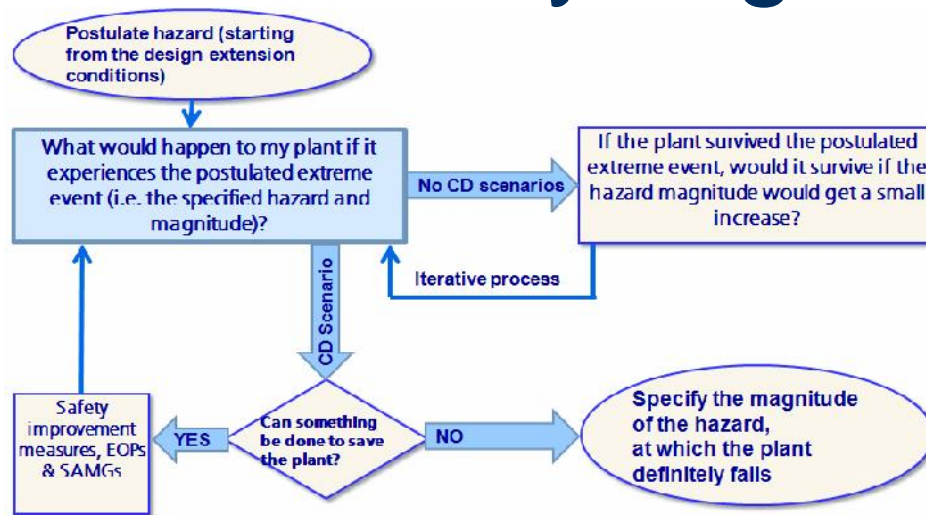 Postulate hazard (starting
from the design extension
conditions)
What would happen to my plant if it
experiences the postulated extreme
event (i.e. the specified hazard and
magnitude)?
No CD scenarios
If the plant survived the postulated
extreme event, would it survive if the
hazard magnitude would get a small
increase?
Iterative process
CD Scenario
Can something
be done to save
the plant?
YES
Safety
improvement
measures, EOPs
& SAMGs
NO
Specify the magnitude
of the hazard,
at which the plant
definitely fails